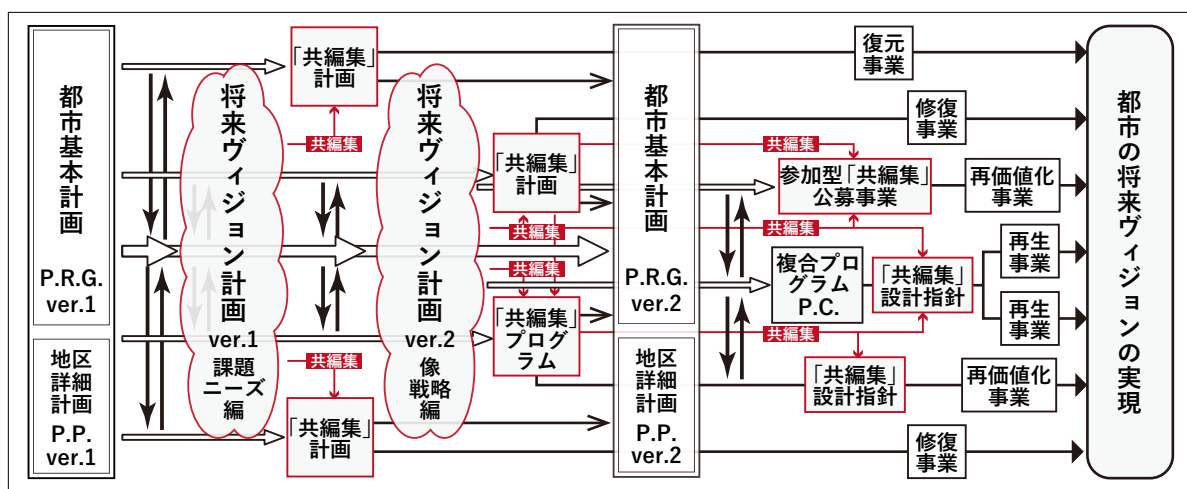 都市基本計画
P.R.G.
ver.1
地区
詳細
計画
P.P.
ver.1
将来ヴィジョン計画
ver.1
課題
ニーズ
編
「共編集」
計画
共編集
共編集
「共編集」
計画
将来ヴィジョン計画
ver.2
像
戦略
編
「共編集」
計画
共編集
共編集
「共編集」
プログ
ラム
都市基本計画
P.R.G.
ver.2
地区
詳細
計画
P.P.
ver.2
復元
事業
修復
事業
共編集
参加型「共編集」
公募事業
再価値化
事業
共編集
複合プロ
グラム
P.C.
「共編集」
設計指針
再生
事業
再生
事業
共編集
「共編集」
設計指針
再価値化
事業
修復
事業
都市の将来ヴィジョンの実現